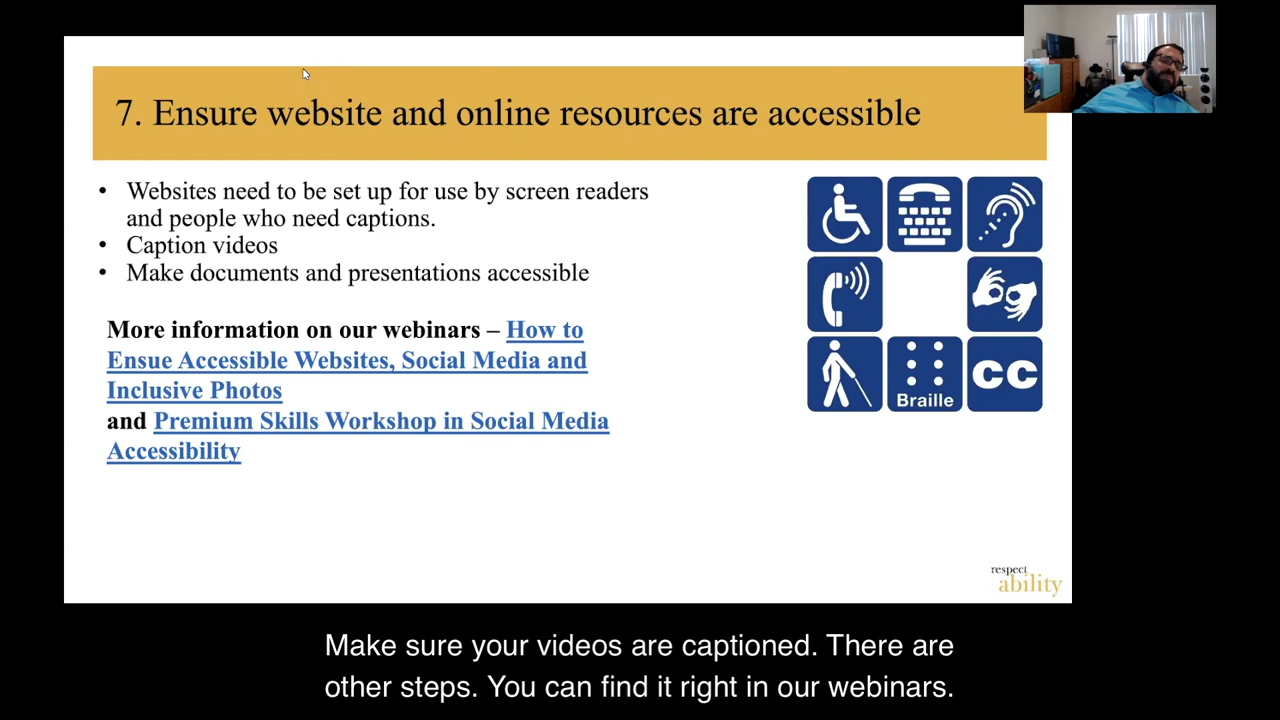 7. Ensure website and online resources are accessible
• Websites need to be set up for use by screen readers
and people who need captions.
• Caption videos
• Make documents and presentations accessible
More information on our webinars – How to
Ensue Accessible Websites, Social Media and
Inclusive Photos
and Premium Skills Workshop in Social Media
Accessibility
Braille
CC
respect
ability
Make sure your videos are captioned. There are
other steps. You can find it right in our webinars.